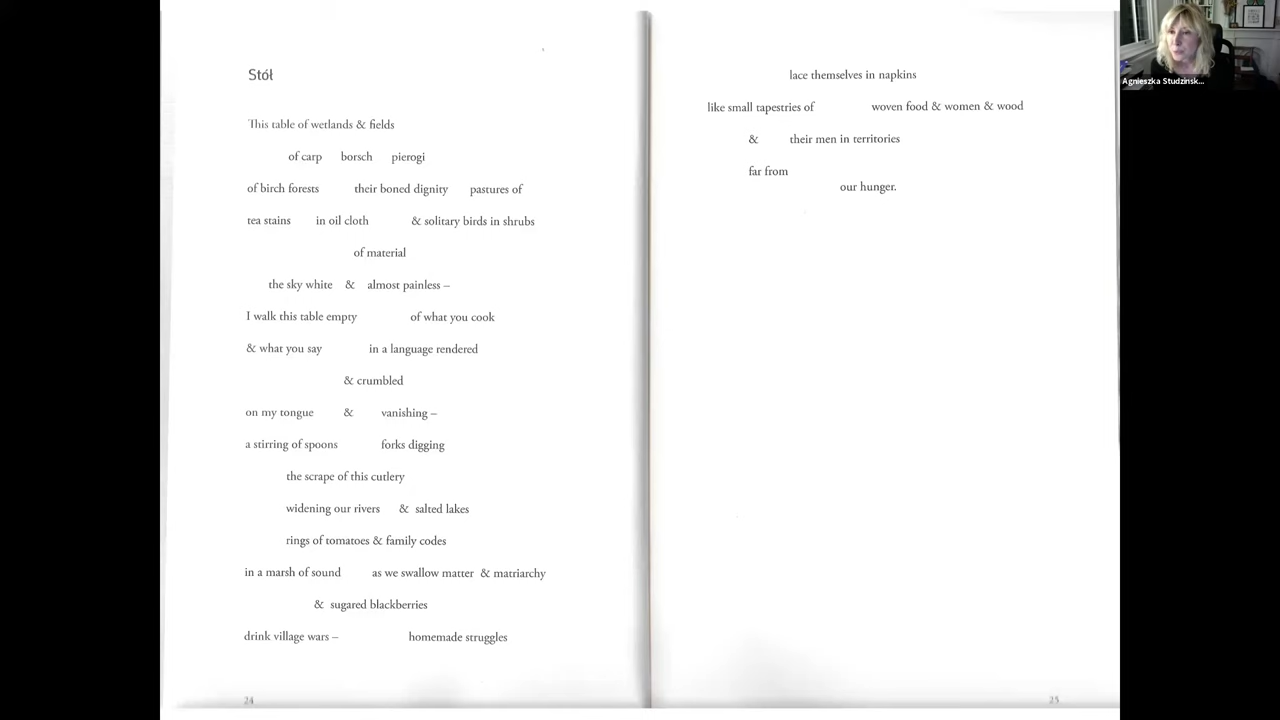 Stół
This table of wetlands & fields
of carp borsch pierogi
of birch forests their boned dignity pastures of
tea stains in oil cloth & solitary birds in shrubs
of material
the sky white & almost painless –
I walk this table empty of what you cook
& what you say in a language rendered
& crumbled
on my tongue & vanishing –
a stirring of spoons forks digging
the scrape of this cutlery
widening our rivers & salted lakes
rings of tomatoes & family codes
in a marsh of sound as we swallow matter & matriarchy
& sugared blackberries
drink village wars – homemade struggles
24
lace themselves in napkins
like small tapestries of woven food & women & wood
& their men in territories
far from
our hunger.
25
Agnieszka Studzinsk...